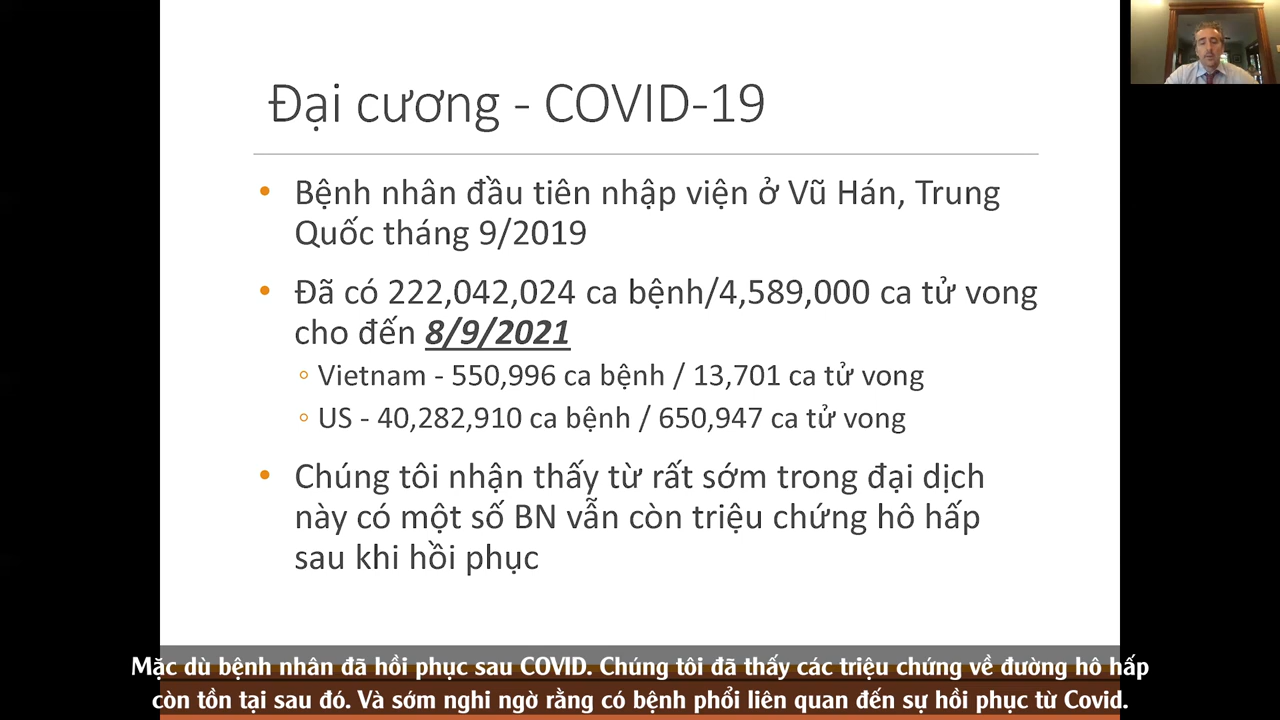 Đại cương - COVID-19
• Bệnh nhân đầu tiên nhập viện ở Vũ Hán, Trung
Quốc tháng 9/2019
• Đã có 222,042,024 ca bệnh/4,589,000 ca tử vong
cho đến 8/9/2021
◦ Vietnam - 550,996 ca bệnh / 13,701 ca tử vong
◦ US - 40,282,910 ca bệnh / 650,947 ca tử vong
• Chúng tôi nhận thấy từ rất sớm trong đại dịch
này có một số BN vẫn còn triệu chứng hô hấp
sau khi hồi phục
Mặc dù bệnh nhân đã hồi phục sau COVID. Chúng tôi đã thấy các triệu chứng về đường hô hấp
còn tồn tại sau đó. Và sớm nghi ngờ rằng có bệnh phổi liên quan đến sự hồi phục từ Covid.